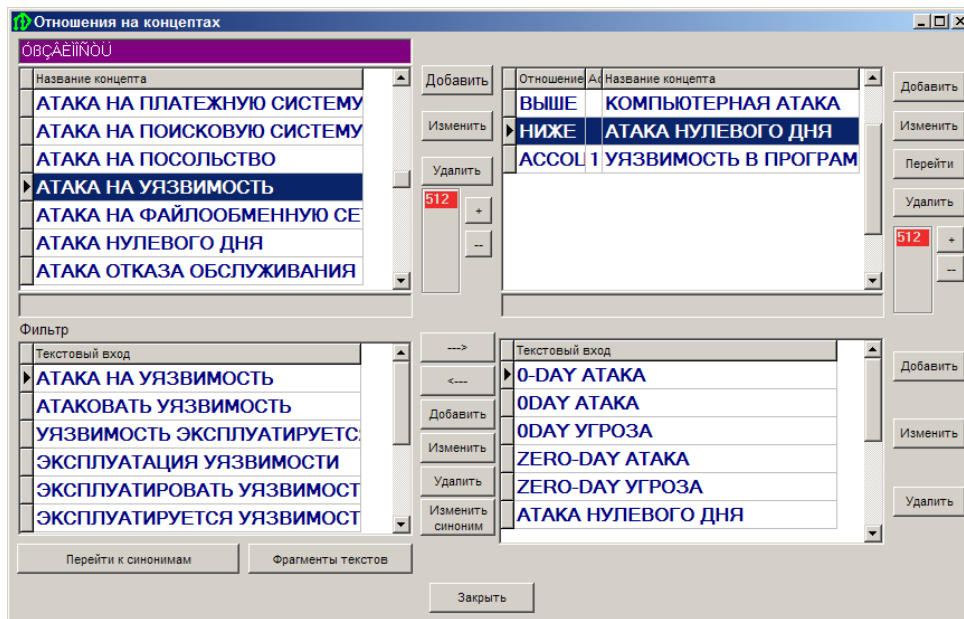 Отношения на концептах
ÓßÇÂÈÌÎÑÒÜ
Название концепта
АТАКА НА ПЛАТЕЖНУЮ СИСТЕМУ
АТАКА НА ПОИСКОВУЮ СИСТЕМУ
АТАКА НА ПОСОЛЬСТВО
АТАКА НА УЯЗВИМОСТЬ
АТАКА НА ФАЙЛООБМЕННУЮ СЕ
АТАКА НУЛЕВОГО ДНЯ
АТАКА ОТКАЗА ОБСЛУЖИВАНИЯ
Добавить
Изменить
Удалить
512
+
--
Отношение Ас Название концепта
ВЫШЕ КОМПЬЮТЕРНАЯ АТАКА
НИЖЕ АТАКА НУЛЕВОГО ДНЯ
АССОЦ 1 УЯЗВИМОСТЬ В ПРОГРАМ
Добавить
Изменить
Перейти
Удалить
512
+
--
Фильтр
Текстовый вход
АТАКА НА УЯЗВИМОСТЬ
АТАКОВАТЬ УЯЗВИМОСТЬ
УЯЗВИМОСТЬ ЭКСПЛУАТИРУЕТС
ЭКСПЛУАТАЦИЯ УЯЗВИМОСТИ
ЭКСПЛУАТИРОВАТЬ УЯЗВИМОСТ
ЭКСПЛУАТИРУЕТСЯ УЯЗВИМОСТ
--->
<---
Добавить
Изменить
Удалить
Изменить
синоним
Текстовый вход
0-DAY АТАКА
0DAY АТАКА
0DAY УГРОЗА
ZERO-DAY АТАКА
ZERO-DAY УГРОЗА
АТАКА НУЛЕВОГО ДНЯ
Добавить
Изменить
Удалить
Перейти к синонимам
Фрагменты текстов
Закрыть